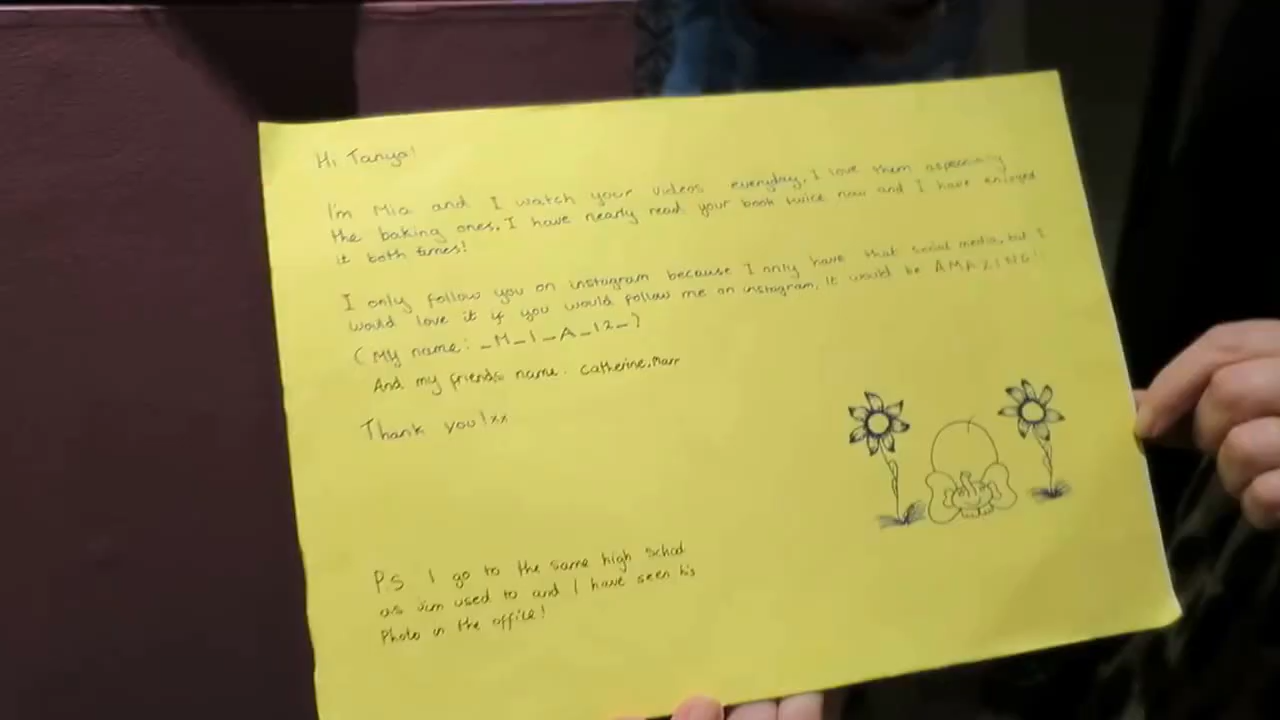 Hi Tanya!
I'm Mia and I watch your videos everyday. I love them aspecially
the baking ones. I have nearly read your book twice now and I have enjoyed
it both times!
I only follow you on instagram because I only have that social media, but I
would love it if you would follow me on instagram, it would be AMAZING!!
(My name: _M_I_A_12_)
And my friends name: catherine.marr
Thank you!xx
P.S I go to the same high school
as Jim used to and I have seen his
photo in the office!